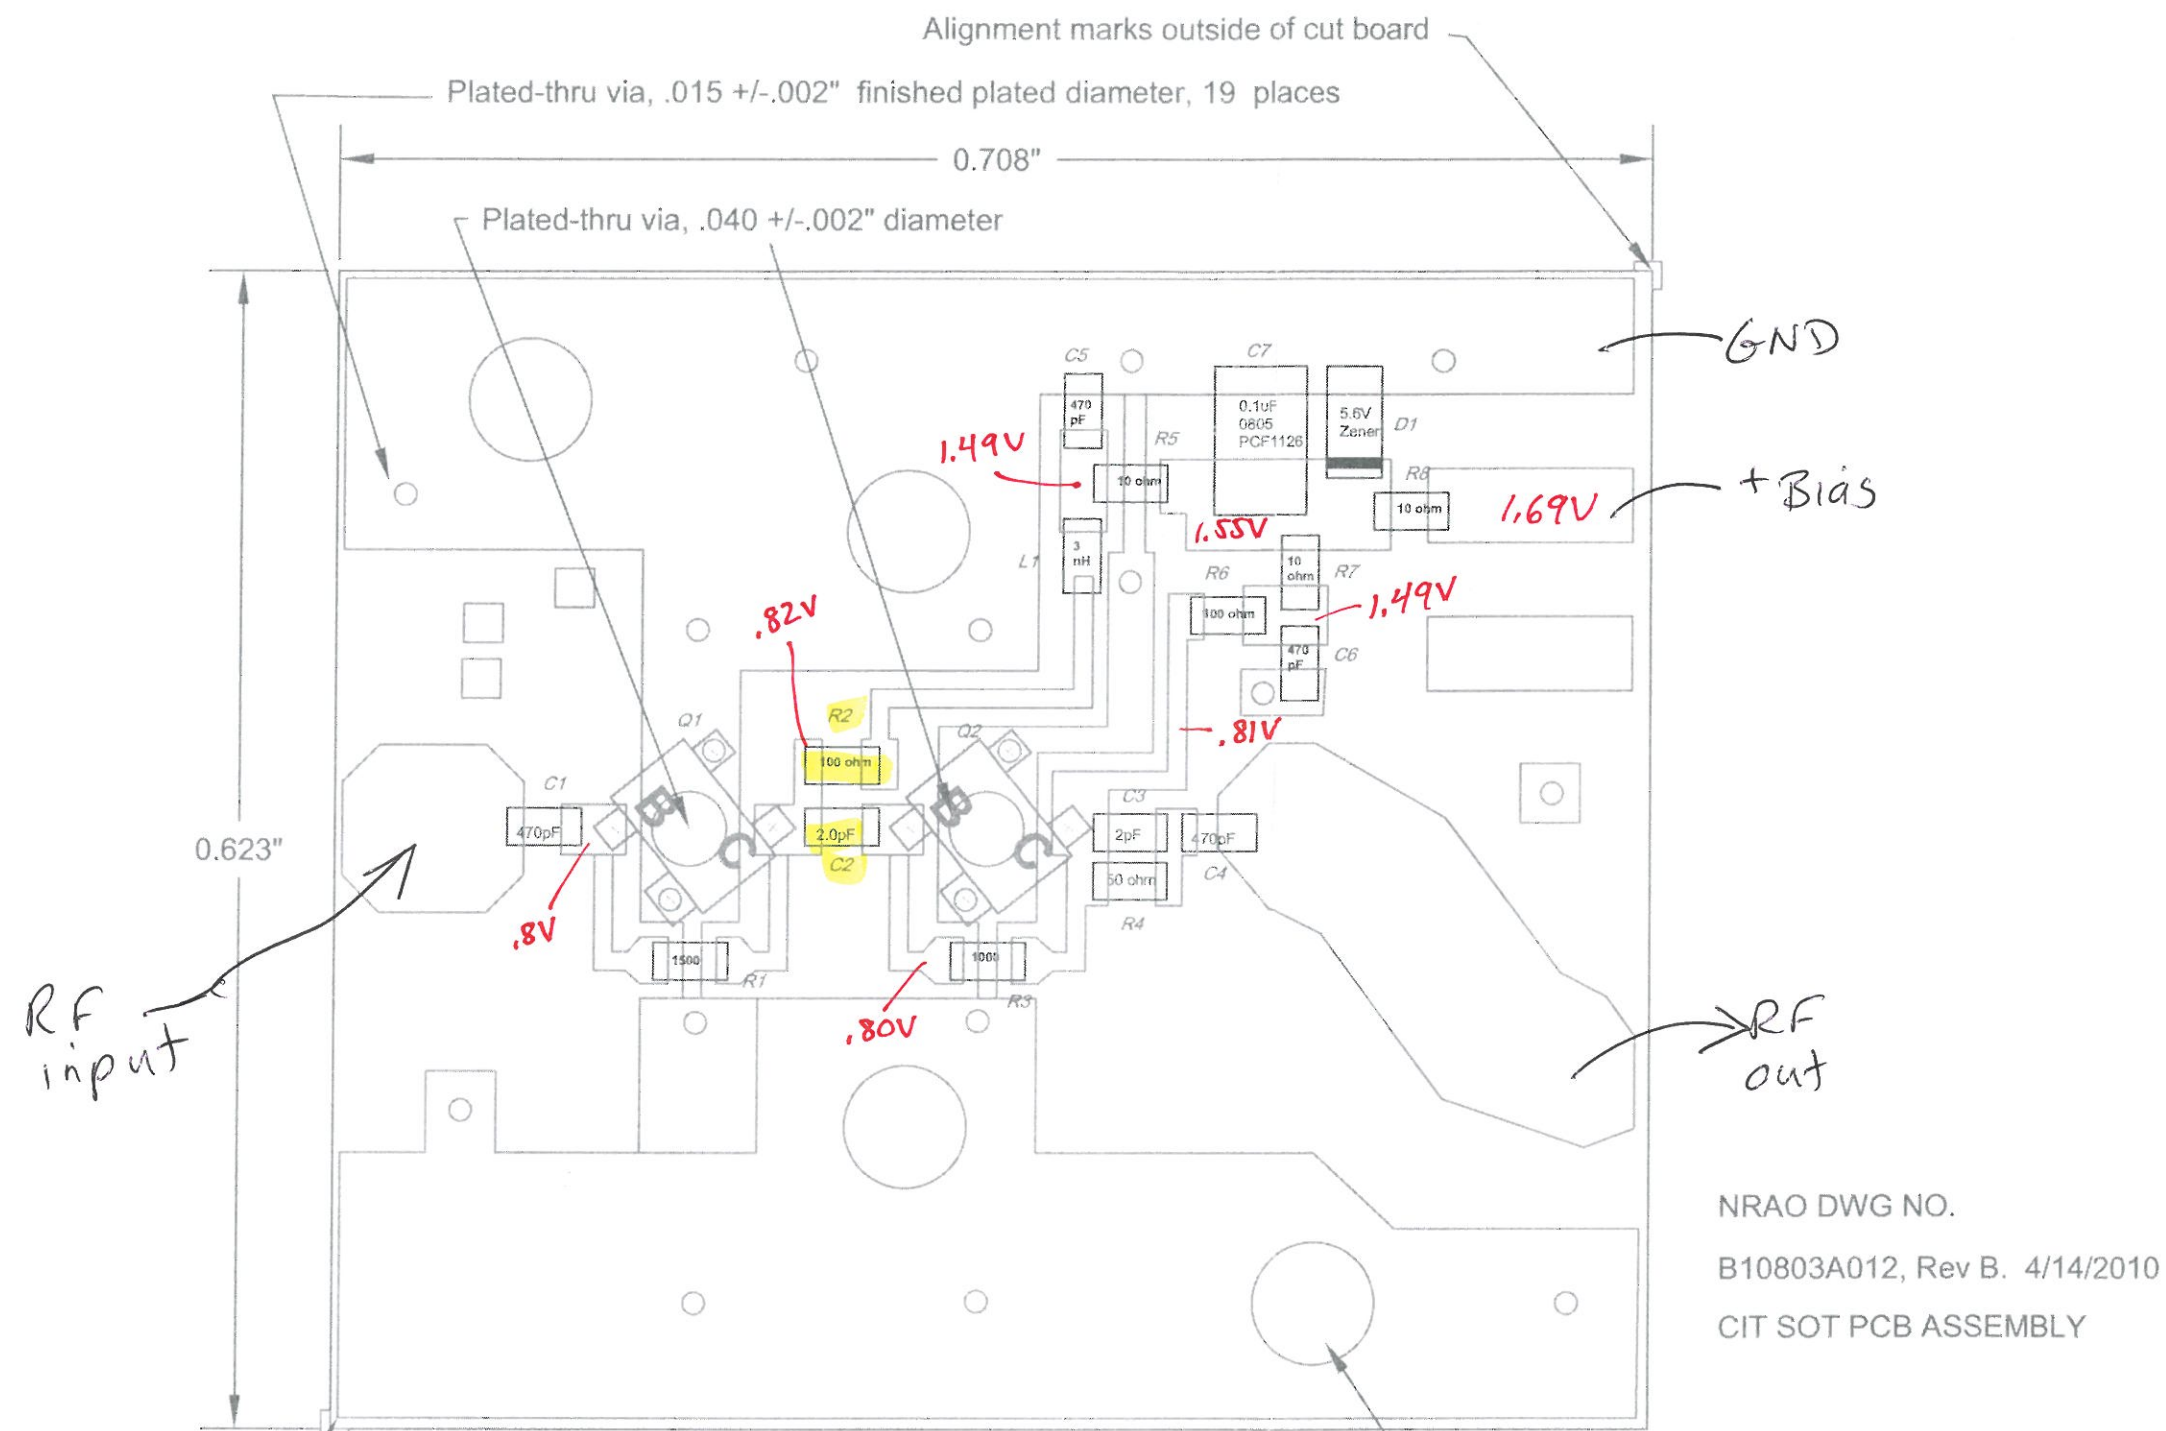 Alignment marks outside of cut board
Plated-thru via, .015 +/-.002" finished plated diameter, 19 places
0.708"
Plated-thru via, .040 +/-.002" diameter
GND
C5
C7
470
pF
0.1uF
0805
PCF1126
5.6V
Zener
D1
1.49V
R5
10 ohm
R8
10 ohm
1.69V
+ Bias
1.55V
L1
3
nH
R6
10
ohm
R7
100 ohm
1.49V
.82V
470
pF
C6
R2
.81V
Q1
Q2
100 ohm
C1
B
B
C3
470pF
2.0pF
2pF
470pF
0.623"
C
C
C2
50 ohm
C4
R4
.8V
1500
R1
1000
R3
.80V
RF
input
RF
out
NRAO DWG NO.
B10803A012, Rev B. 4/14/2010
CIT SOT PCB ASSEMBLY